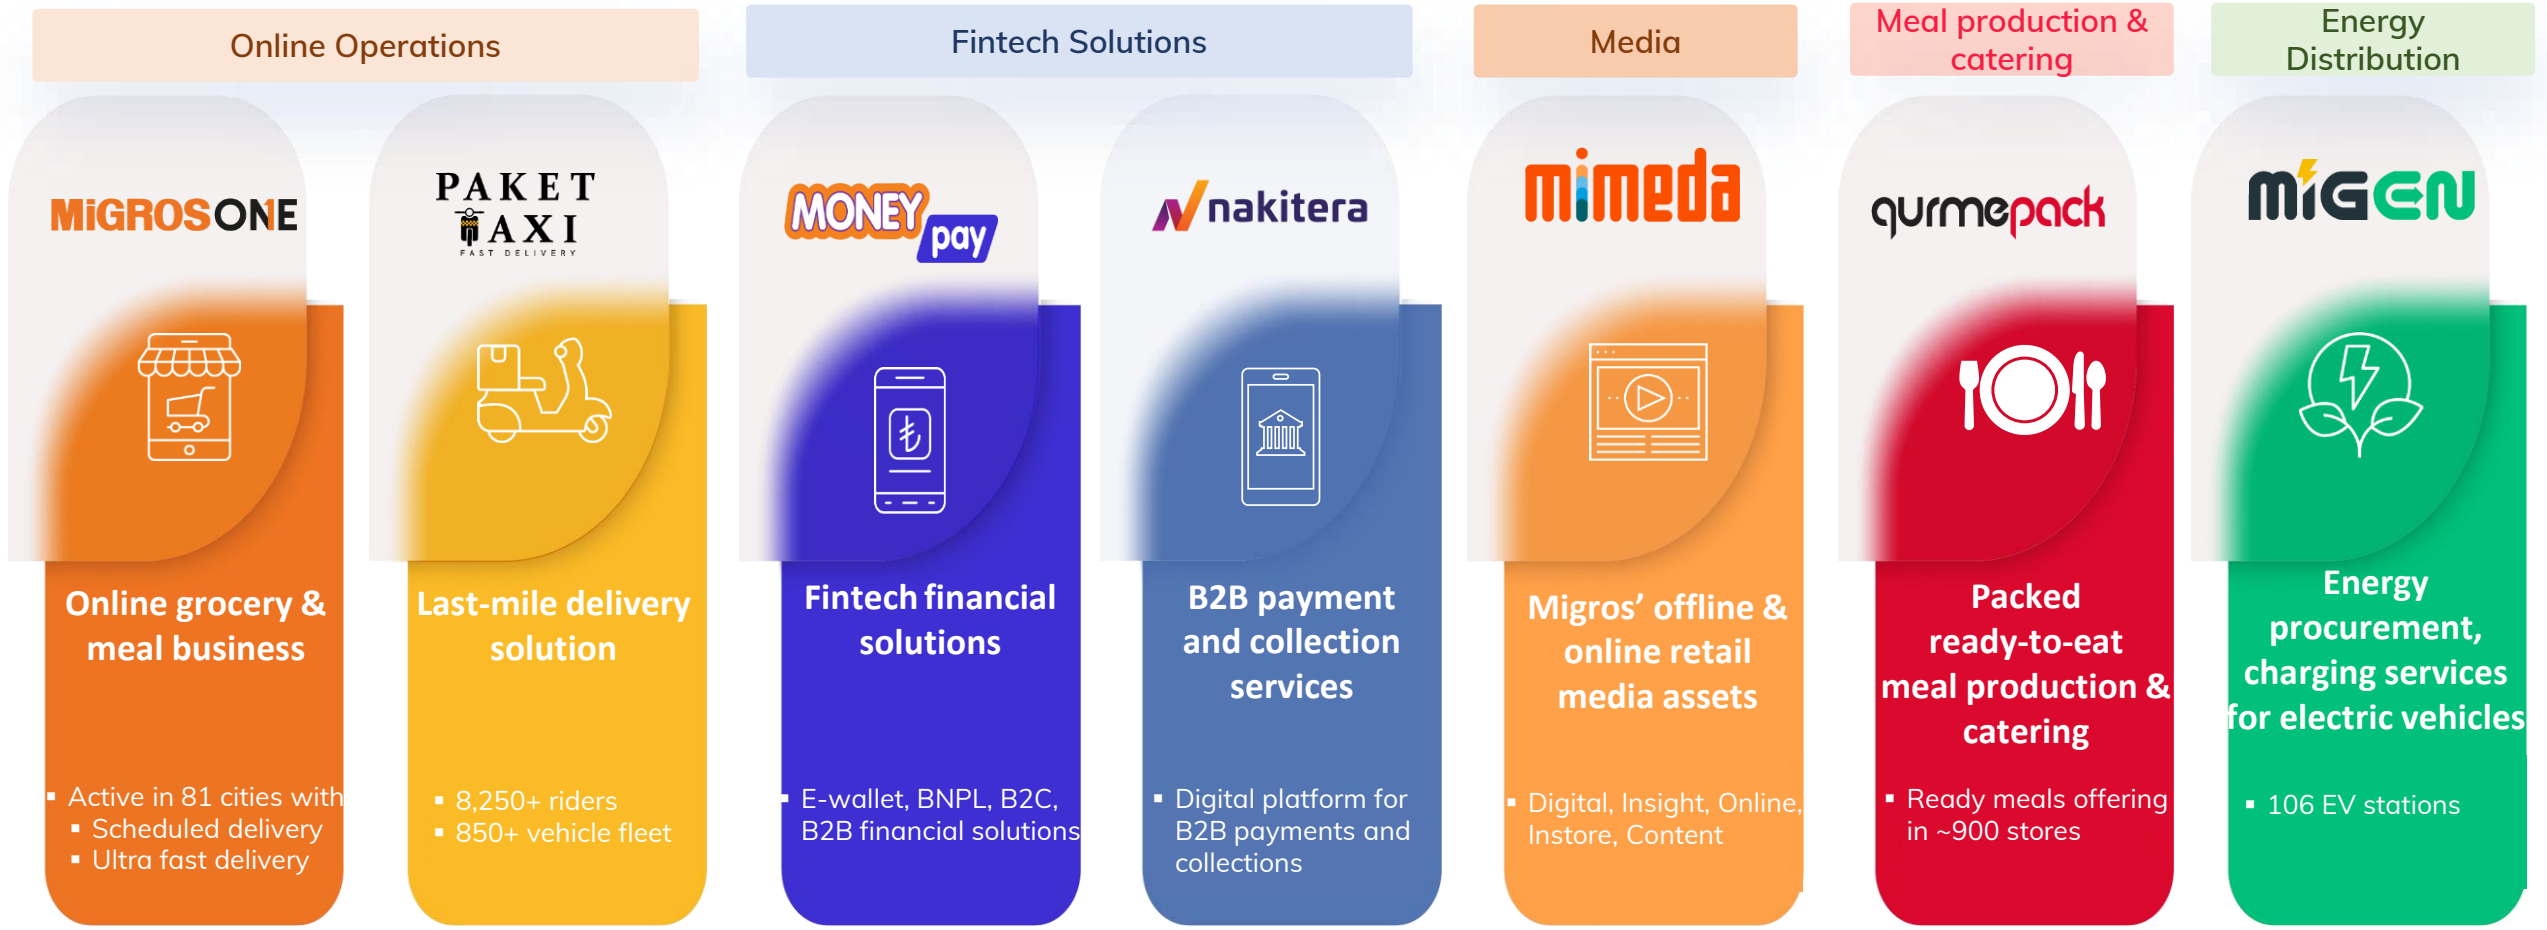 Online Operations
Fintech Solutions
Media
Meal production &
catering
Energy
Distribution
MiGROSONE
Online grocery &
meal business
▪ Active in 81 cities with
▪ Scheduled delivery
▪ Ultra fast delivery
PAKET
TAXI
FAST DELIVERY
Last-mile delivery
solution
▪ 8,250+ riders
▪ 850+ vehicle fleet
MONEY
pay
₺
Fintech financial
solutions
▪ E-wallet, BNPL, B2C,
B2B financial solutions
nakitera
B2B payment
and collection
services
▪ Digital platform for
B2B payments and
collections
mimeda
Migros’ offline &
online retail
media assets
▪ Digital, Insight, Online,
Instore, Content
gurmepack
Packed
ready-to-eat
meal production &
catering
▪ Ready meals offering
in ~900 stores
MiGEN
Energy
procurement,
charging services
for electric vehicles
▪ 106 EV stations